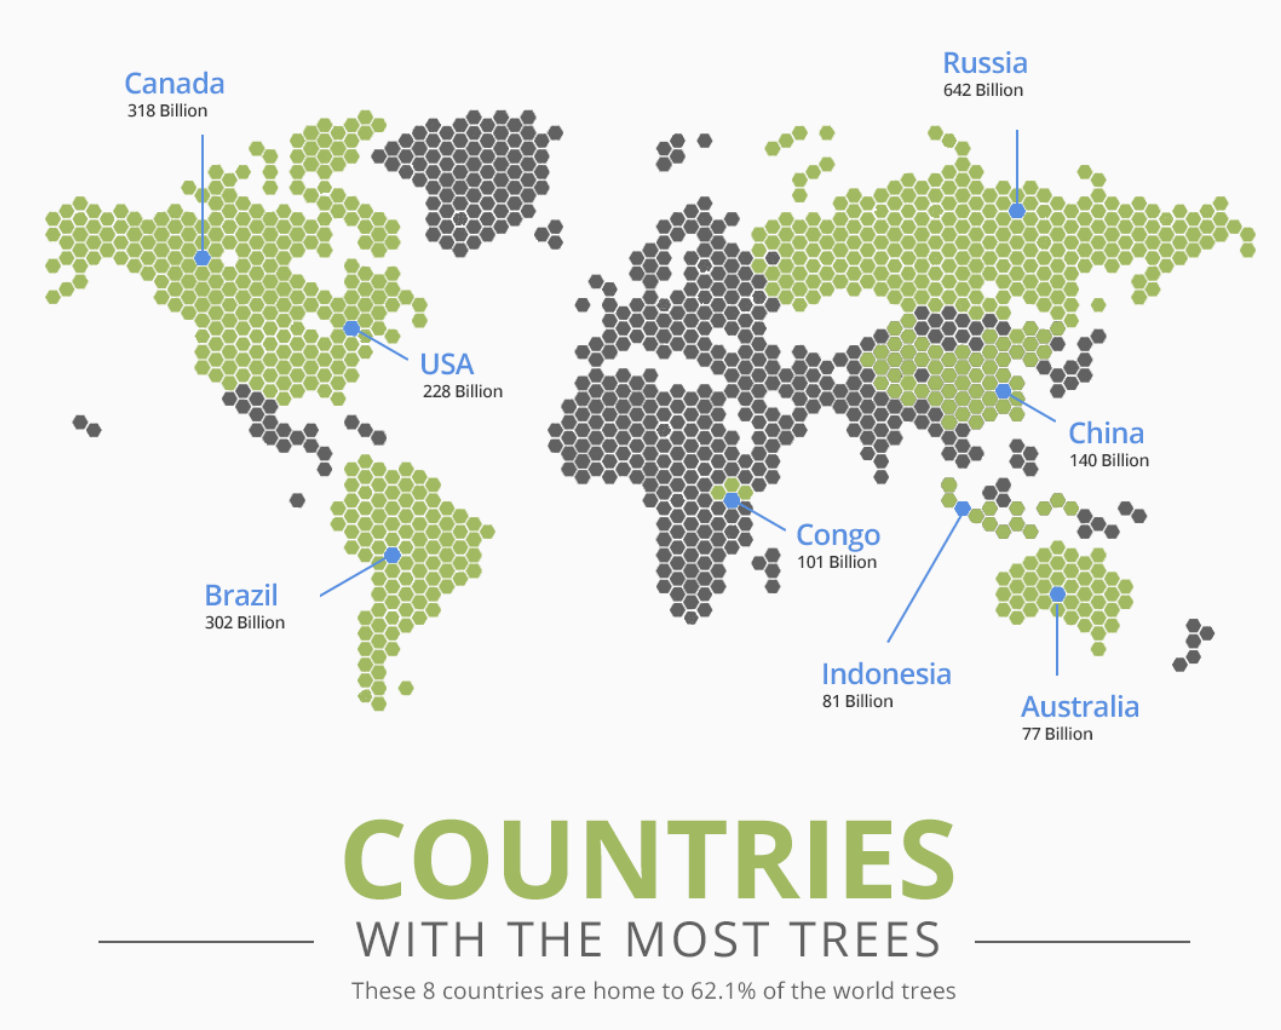 Canada
318 Billion
Russia
642 Billion
USA
228 Billion
China
140 Billion
Congo
101 Billion
Brazil
302 Billion
Indonesia
81 Billion
Australia
77 Billion
COUNTRIES
WITH THE MOST TREES
These 8 countries are home to 62.1% of the world trees